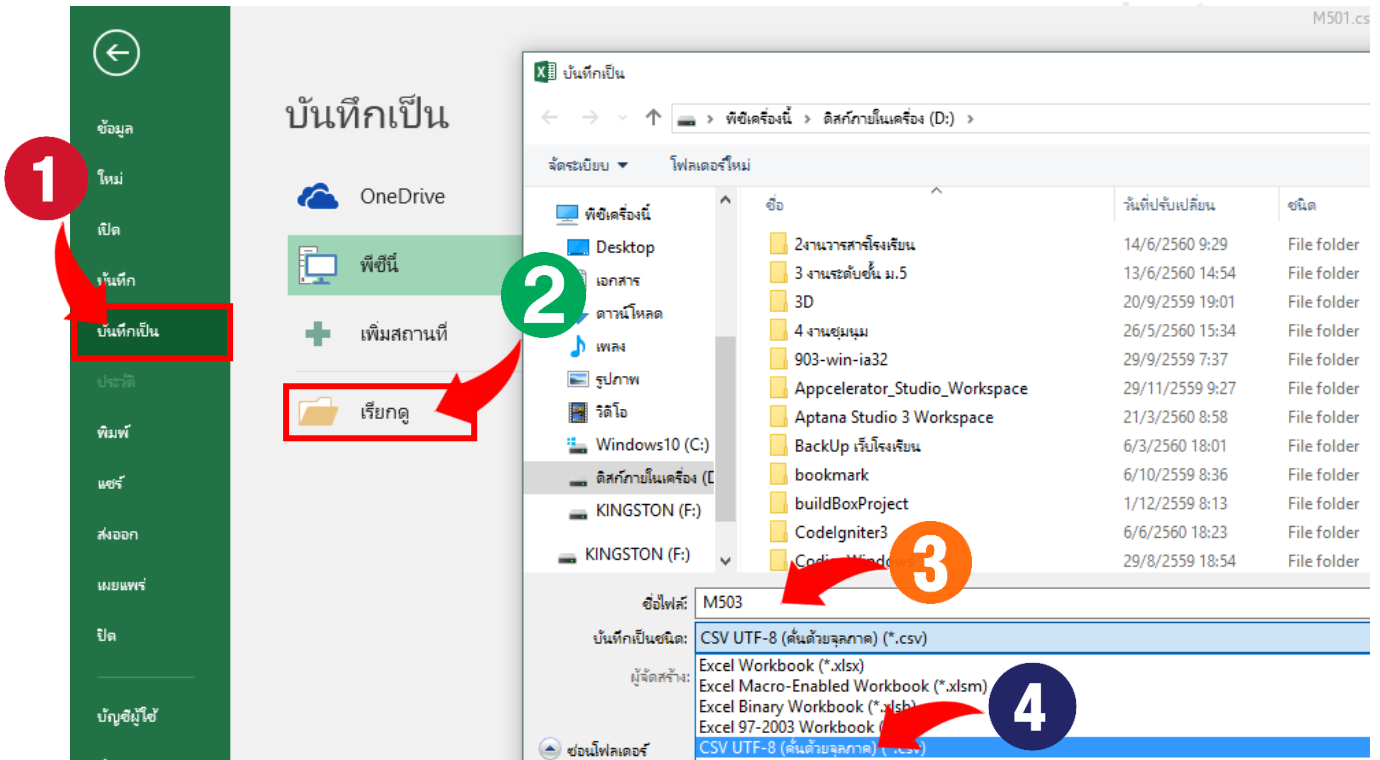 M501.cs
บันทึกเป็น
พีซีเครื่องนี้ > ดิสก์ภายในเครื่อง (D:) >
จัดระเบียบ
โฟลเดอร์ใหม่
ข้อมูล
ใหม่
เปิด
บันทึก
บันทึกเป็น
ประวัติ
พิมพ์
แชร์
ส่งออก
เผยแพร่
ปิด
บัญชีผู้ใช้
1
บันทึกเป็น
OneDrive
พีซีนี้
เพิ่มสถานที่
เรียกดู
2
พีซีเครื่องนี้
Desktop
เอกสาร
ดาวน์โหลด
เพลง
รูปภาพ
วิดีโอ
Windows10 (C:)
ดิสก์ภายในเครื่อง (D
KINGSTON (F:)
KINGSTON (F:)
ชื่อ วันที่ปรับเปลี่ยน ชนิด
2งานวารสารโรงเรียน 14/6/2560 9:29 File folder
3 งานระดับชั้น ม.5 13/6/2560 14:54 File folder
3D 20/9/2559 19:01 File folder
4 งานชุมนุม 26/5/2560 15:34 File folder
903-win-ia32 29/9/2559 7:37 File folder
Appcelerator_Studio_Workspace 29/11/2559 9:27 File folder
Aptana Studio 3 Workspace 21/3/2560 8:58 File folder
BackUp เว็บโรงเรียน 6/3/2560 18:01 File folder
bookmark 6/10/2559 8:36 File folder
buildBoxProject 1/12/2559 8:13 File folder
CodeIgniter3 6/6/2560 18:23 File folder
29/8/2559 18:54 File folder
3
ชื่อไฟล์: M503
บันทึกเป็นชนิด: CSV UTF-8 (คั่นด้วยจุลภาค) (*.csv)
ผู้จัดสร้าง:
Excel Workbook (*.xlsx)
Excel Macro-Enabled Workbook (*.xlsm)
Excel Binary Workbook (*.xlsb)
Excel 97-2003 Workbook
CSV UTF-8 (คั่นด้วยจุลภาค) (*.csv)
4
ซ่อนโฟลเดอร์